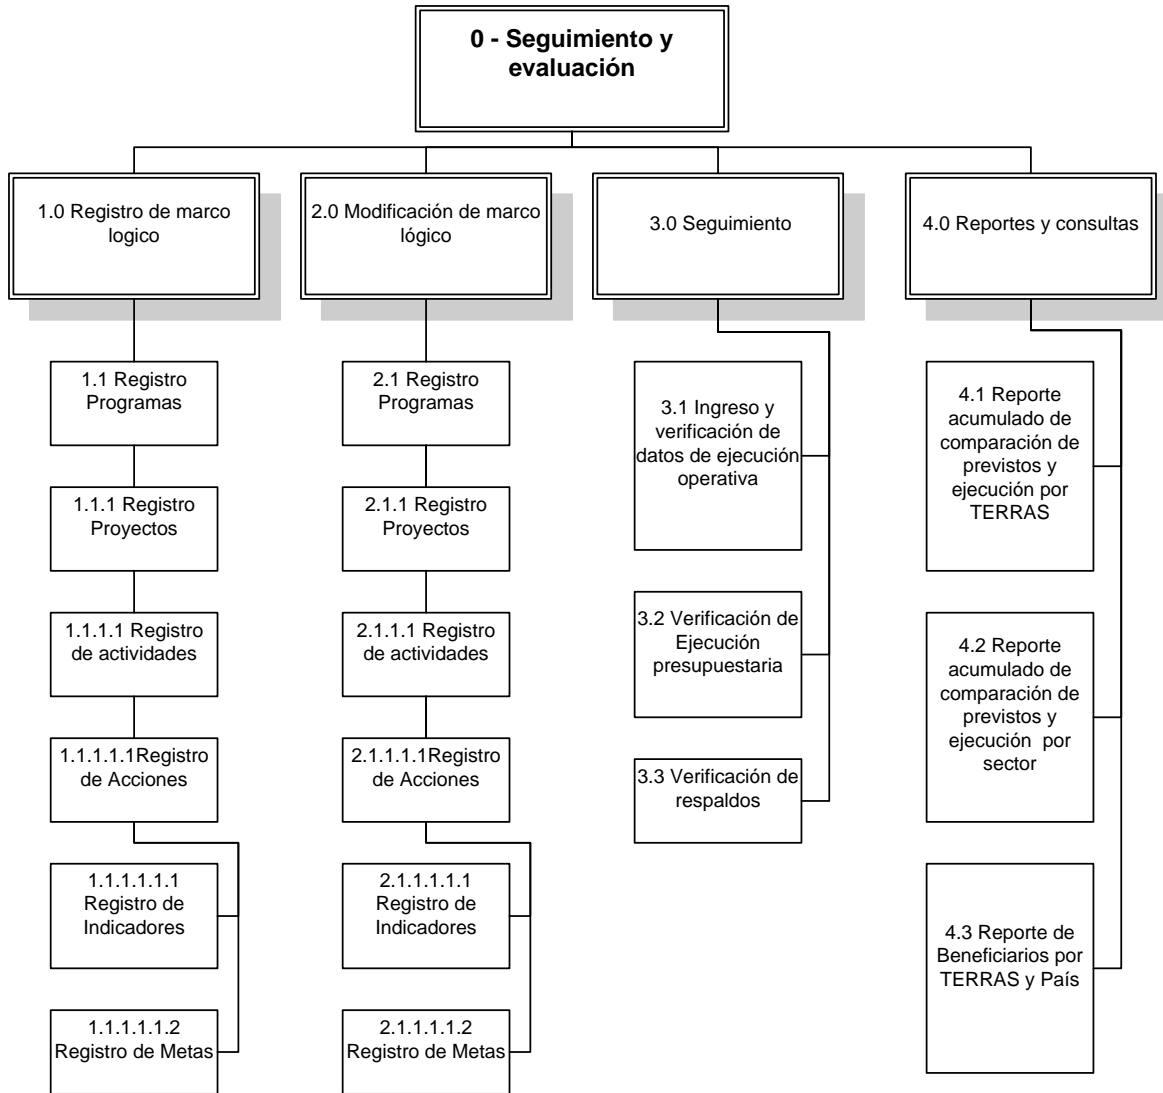 0 - Seguimiento y
evaluación
1.0 Registro de marco
logico
2.0 Modificación de marco
lógico
3.0 Seguimiento
4.0 Reportes y consultas
1.1 Registro
Programas
1.1.1 Registro
Proyectos
1.1.1.1 Registro
de actividades
1.1.1.1.1Registro
de Acciones
1.1.1.1.1.1
Registro de
Indicadores
1.1.1.1.1.2
Registro de Metas
2.1 Registro
Programas
2.1.1 Registro
Proyectos
2.1.1.1 Registro
de actividades
2.1.1.1.1Registro
de Acciones
2.1.1.1.1.1
Registro de
Indicadores
2.1.1.1.1.2
Registro de Metas
3.1 Ingreso y
verificación de
datos de ejecución
operativa
3.2 Verificación de
Ejecución
presupuestaria
3.3 Verificación de
respaldos
4.1 Reporte
acumulado de
comparación de
previstos y
ejecución por
TERRAS
4.2 Reporte
acumulado de
comparación de
previstos y
ejecución  por
sector
4.3 Reporte de
Beneficiarios por
TERRAS y País